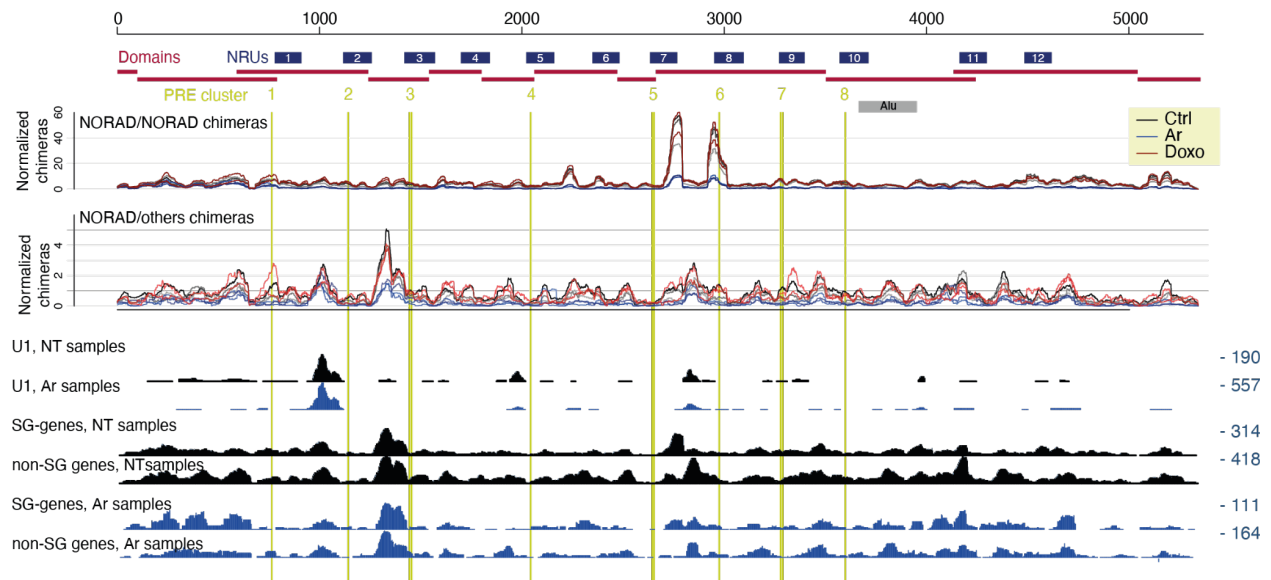 0 1000 2000 3000 4000 5000
Domains NRUs 1 2 3 4 5 6 7 8 9 10 11 12
PRE cluster 1 2 3 4 5 6 7 8
Alu
NORAD/NORAD chimeras
Normalized
chimeras
60
40
20
0
Ctrl
Ar
Doxo
NORAD/others chimeras
Normalized
chimeras
4
2
0
U1, NT samples
- 190
U1, Ar samples
- 557
SG-genes, NT samples
- 314
non-SG genes, NTsamples
- 418
SG-genes, Ar samples
- 111
non-SG genes, Ar samples
- 164